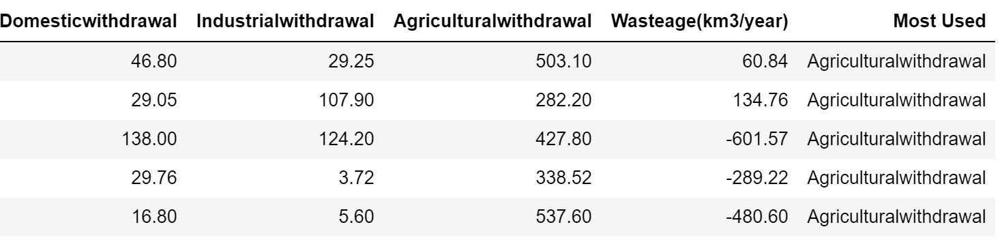 Domesticwithdrawal Industrialwithdrawal Agriculturalwithdrawal Wasteage(km3/year) Most Used
46.80 29.25 503.10 60.84 Agriculturalwithdrawal
29.05 107.90 282.20 134.76 Agriculturalwithdrawal
138.00 124.20 427.80 -601.57 Agriculturalwithdrawal
29.76 3.72 338.52 -289.22 Agriculturalwithdrawal
16.80 5.60 537.60 -480.60 Agriculturalwithdrawal